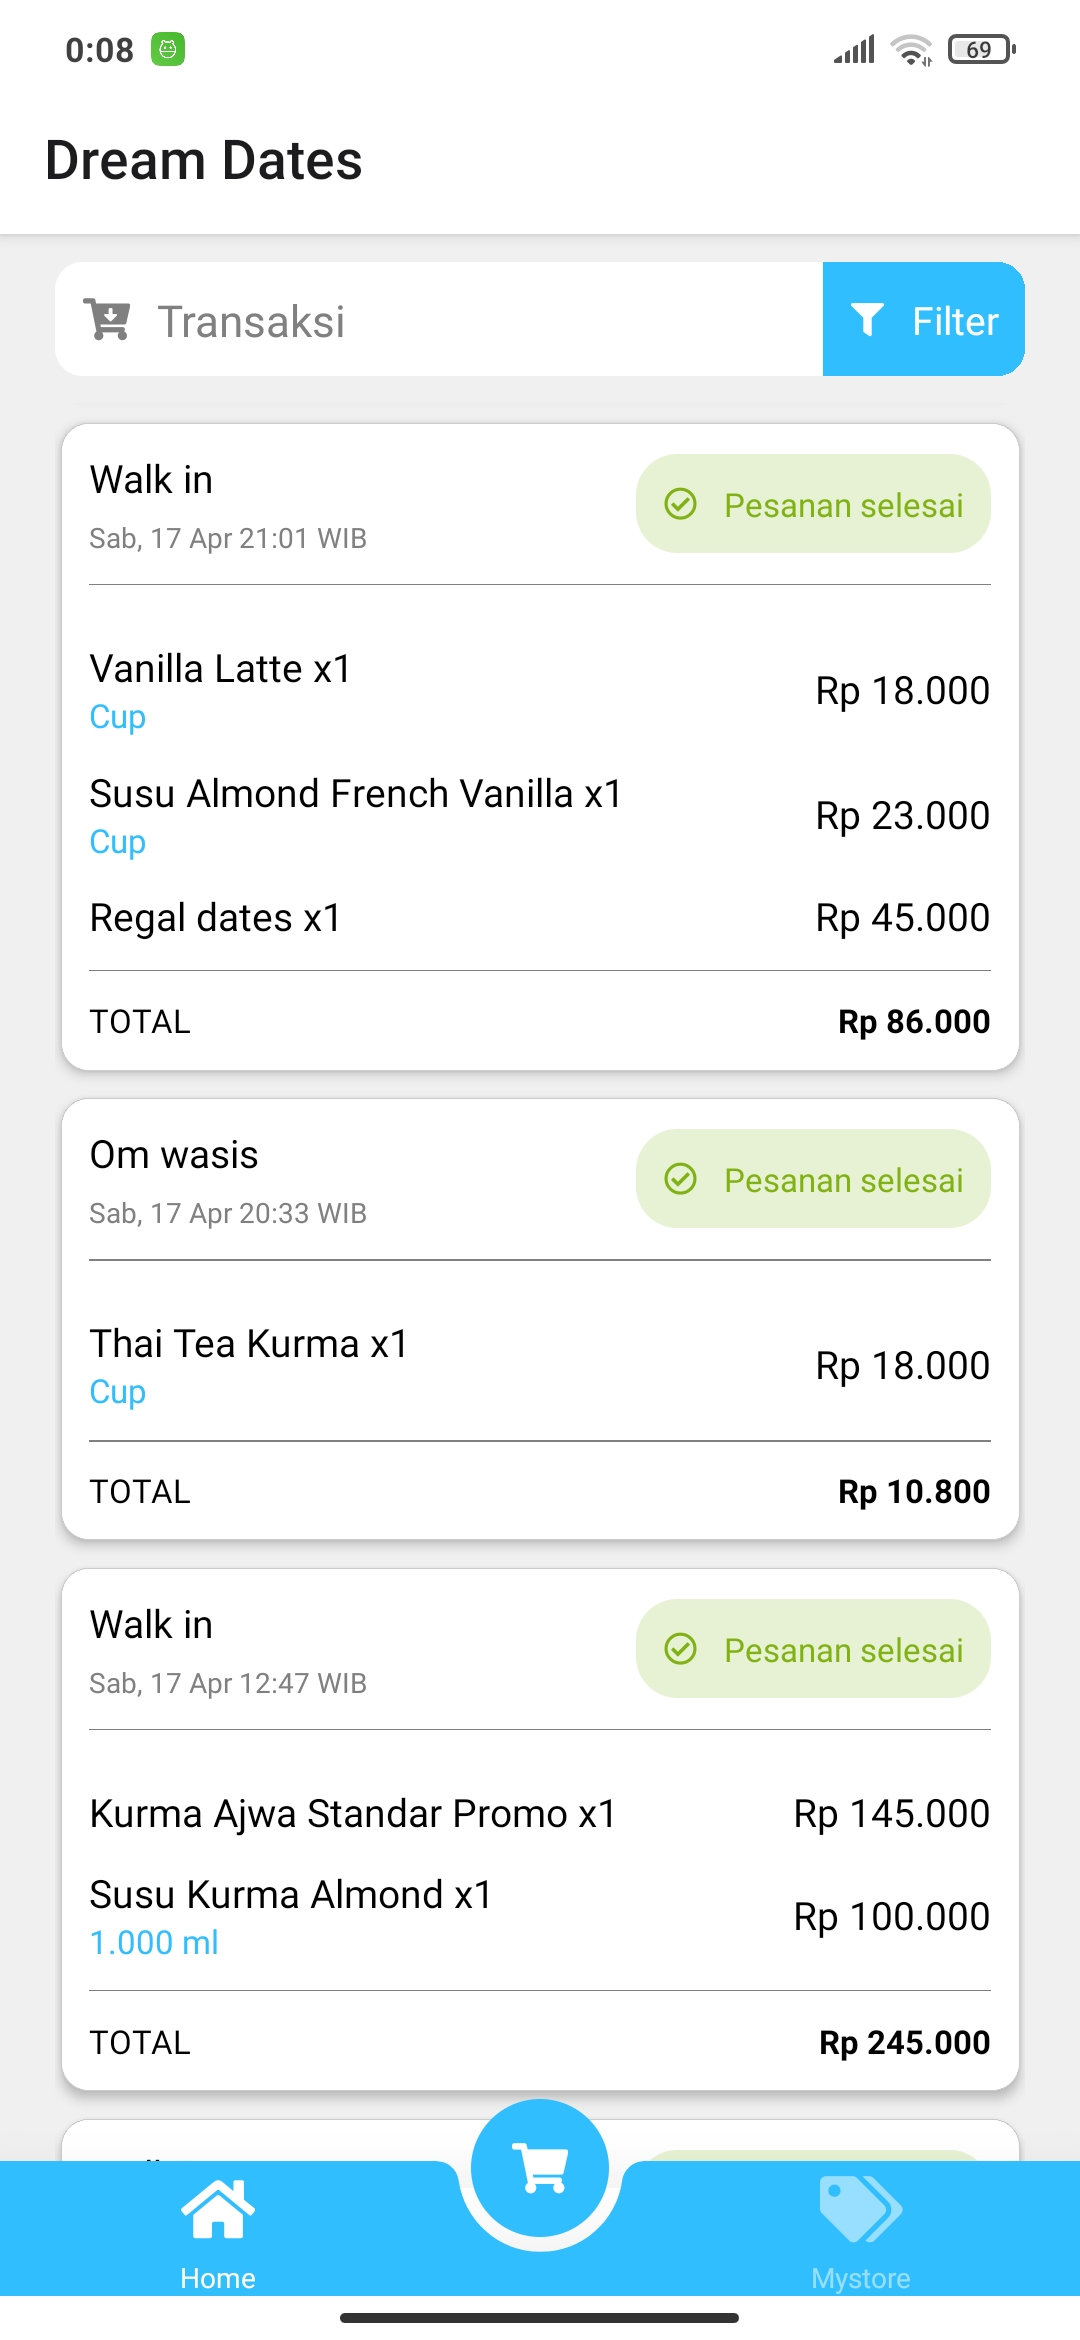 0:08
69
Dream Dates
Transaksi
Filter
Walk in
Pesanan selesai
Sab, 17 Apr 21:01 WIB
Vanilla Latte x1
Rp 18.000
Cup
Susu Almond French Vanilla x1
Rp 23.000
Cup
Regal dates x1
Rp 45.000
TOTAL
Rp 86.000
Om wasis
Pesanan selesai
Sab, 17 Apr 20:33 WIB
Thai Tea Kurma x1
Rp 18.000
Cup
TOTAL
Rp 10.800
Walk in
Pesanan selesai
Sab, 17 Apr 12:47 WIB
Kurma Ajwa Standar Promo x1
Rp 145.000
Susu Kurma Almond x1
Rp 100.000
1.000 ml
TOTAL
Rp 245.000
Home
Mystore